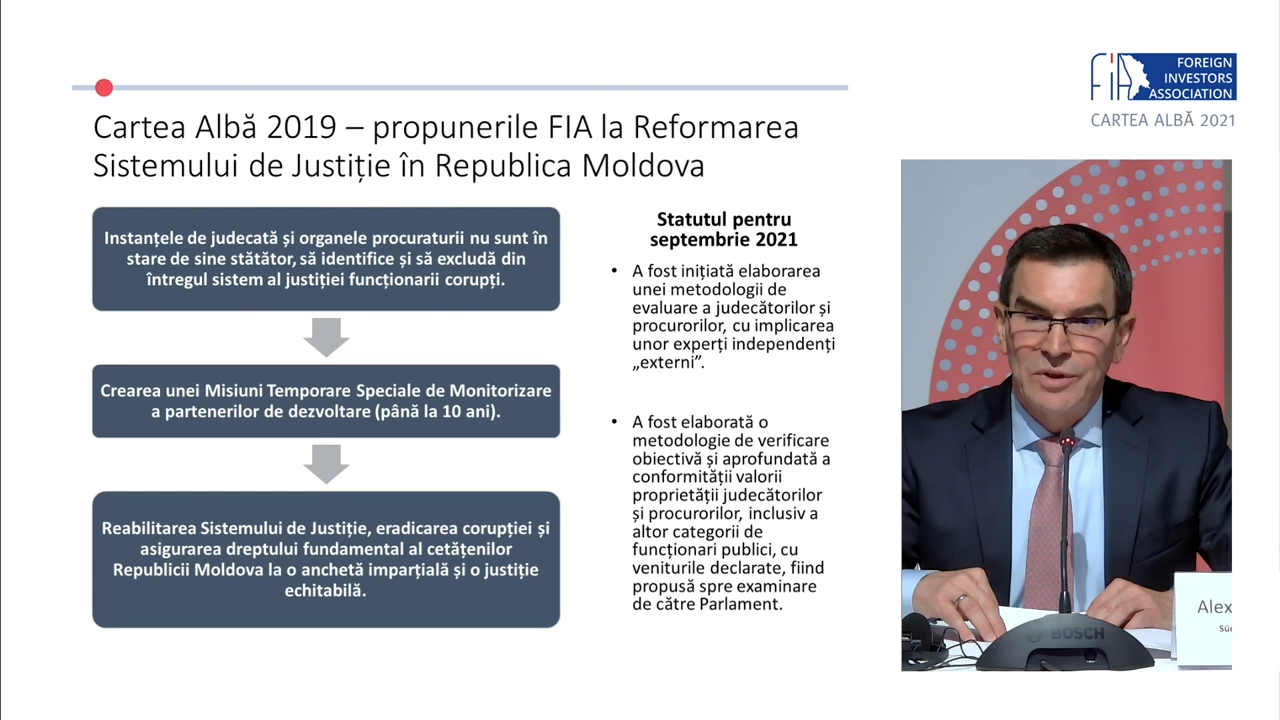 FIA
FOREIGN
INVESTORS
ASSOCIATION
CARTEA ALBĂ 2021
Cartea Albă 2019 – propunerile FIA la Reformarea
Sistemului de Justiție în Republica Moldova
Instanțele de judecată și organele procuraturii nu sunt în
stare de sine stătător, să identifice și să excludă din
întregul sistem al justiției funcționarii corupți.
Crearea unei Misiuni Temporare Speciale de Monitorizare
a partenerilor de dezvoltare (până la 10 ani).
Reabilitarea Sistemului de Justiție, eradicarea corupției și
asigurarea dreptului fundamental al cetățenilor
Republicii Moldova la o anchetă imparțială și o justiție
echitabilă.
Statutul pentru
septembrie 2021
• A fost inițiată elaborarea
unei metodologii de
evaluare a judecătorilor și
procurorilor, cu implicarea
unor experți independenți
„externi”.
• A fost elaborată o
metodologie de verificare
obiectivă și aprofundată a
conformității valorii
proprietății judecătorilor
și procurorilor, inclusiv a
altor categorii de
funcționari publici, cu
veniturile declarate, fiind
propusă spre examinare
de către Parlament.
BOSCH
Alex
Süd